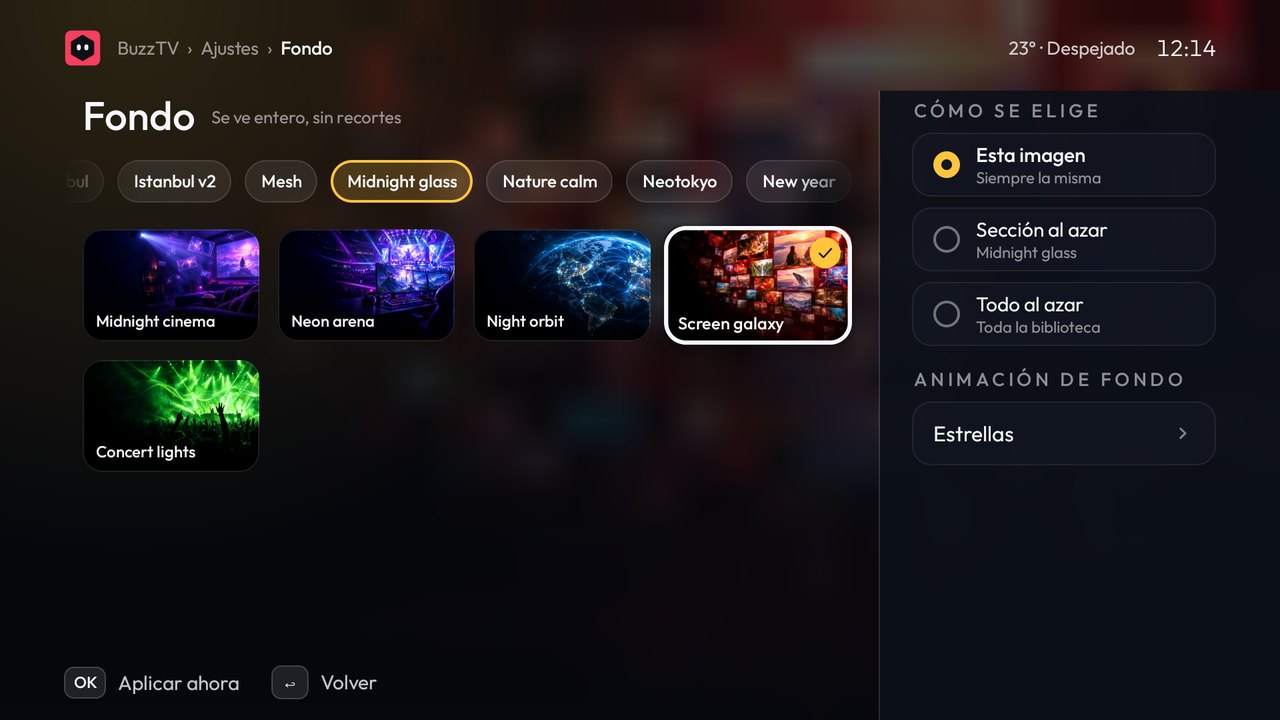 BuzzTV › Ajustes › Fondo
23° · Despejado 12:14
Fondo Se ve entero, sin recortes
Istanbul v2 Mesh Midnight glass Nature calm Neotokyo New year
Midnight cinema Neon arena Night orbit Screen galaxy
Concert lights
CÓMO SE ELIGE
Esta imagen
Siempre la misma
Sección al azar
Midnight glass
Todo al azar
Toda la biblioteca
ANIMACIÓN DE FONDO
Estrellas
OK Aplicar ahora Volver